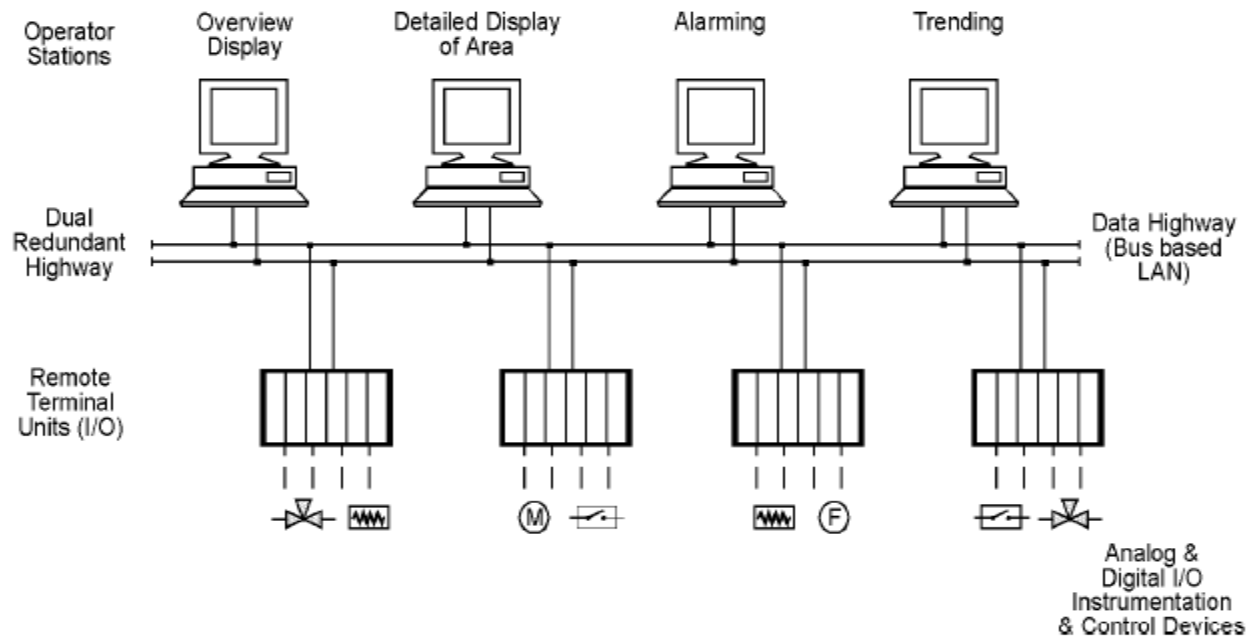 Operator
Stations
Overview
Display
Detailed Display
of Area
Alarming
Trending
Dual
Redundant
Highway
Data Highway
(Bus based
LAN)
Remote
Terminal
Units (I/O)
M
F
Analog &
Digital I/O
Instrumentation
& Control Devices